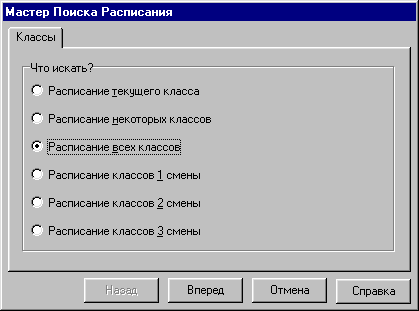 Мастер Поиска Расписания
Классы
Что искать?
Расписание текущего класса
Расписание некоторых классов
Расписание всех классов
Расписание классов 1 смены
Расписание классов 2 смены
Расписание классов 3 смены
Назад Вперед Отмена Справка